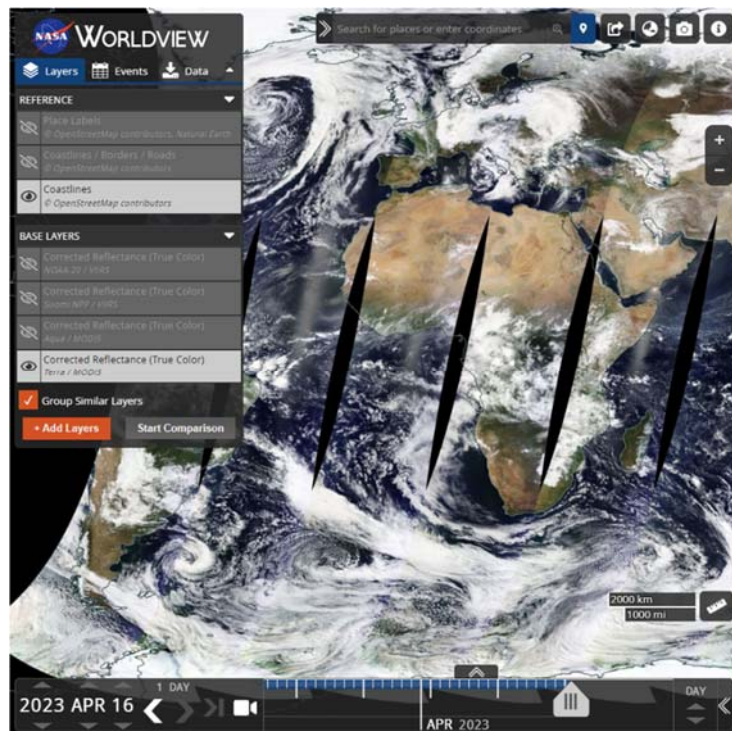 NASA WORLDVIEW
Search for places or enter coordinates
Layers Events Data
REFERENCE
Place Labels
© OpenStreetMap contributors, Natural Earth
Coastlines / Borders / Roads
© OpenStreetMap contributors
Coastlines
© OpenStreetMap contributors
BASE LAYERS
Corrected Reflectance (True Color)
NOAA-20 / VIIRS
Corrected Reflectance (True Color)
Suomi NPP / VIIRS
Corrected Reflectance (True Color)
Aqua / MODIS
Corrected Reflectance (True Color)
Terra / MODIS
Group Similar Layers
+ Add Layers Start Comparison
2000 km
1000 mi
1 DAY
2023 APR 16
APR 2023
DAY